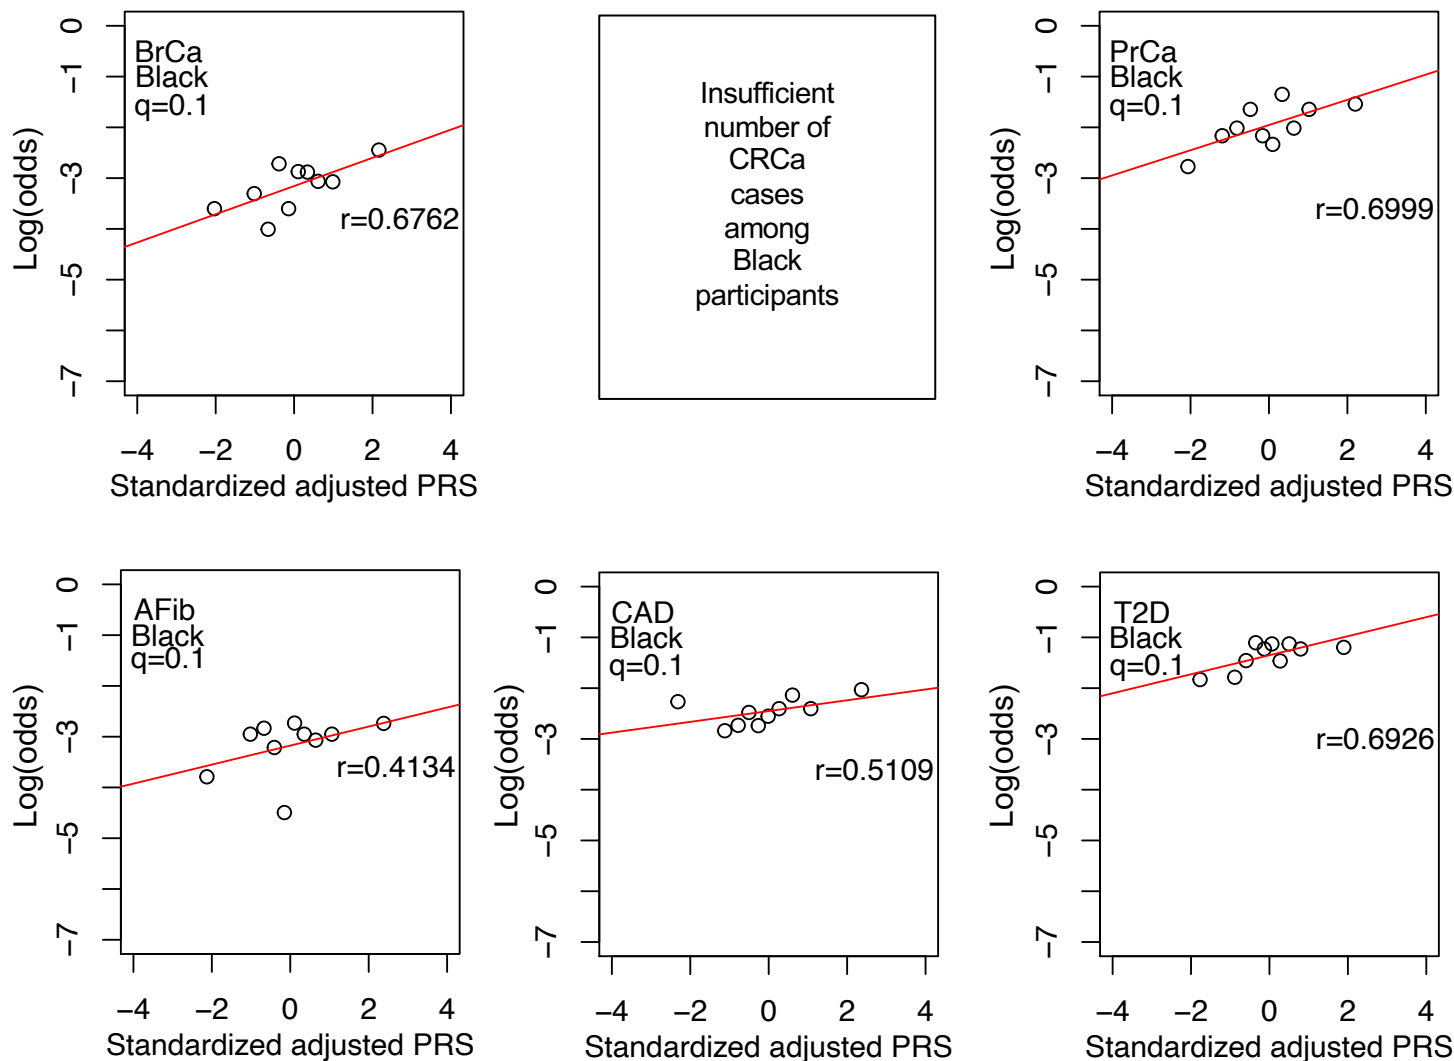 BrCa
Black
q=0.1
r=0.6762
Log(odds)
0
−1
−3
−5
−7
−4
−2
0
2
4
Standardized adjusted PRS
Insufficient
number of
CRCa
cases
among
Black
participants
PrCa
Black
q=0.1
r=0.6999
Log(odds)
0
−1
−3
−5
−7
−4
−2
0
2
4
Standardized adjusted PRS
AFib
Black
q=0.1
r=0.4134
Log(odds)
0
−1
−3
−5
−7
−4
−2
0
2
4
Standardized adjusted PRS
CAD
Black
q=0.1
r=0.5109
Log(odds)
0
−1
−3
−5
−7
−4
−2
0
2
4
Standardized adjusted PRS
T2D
Black
q=0.1
r=0.6926
Log(odds)
0
−1
−3
−5
−7
−4
−2
0
2
4
Standardized adjusted PRS